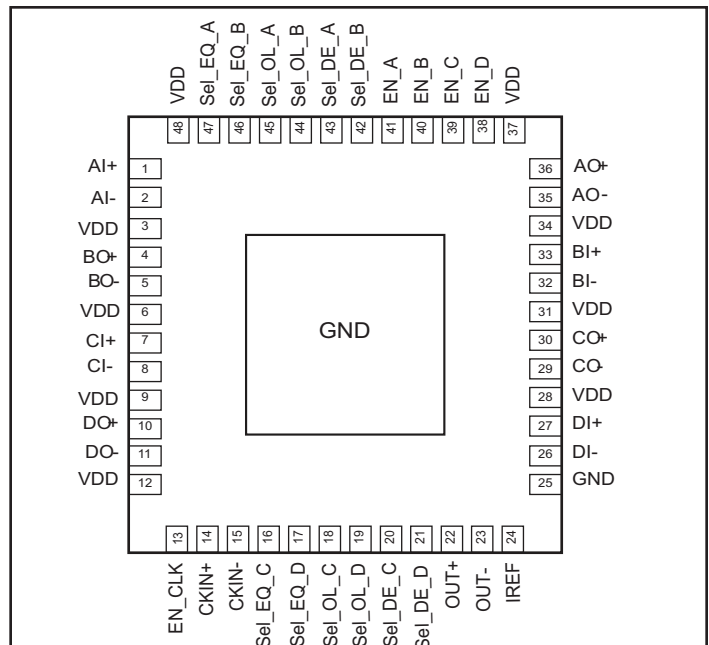 VDD
Sel_EQ_A
Sel_EQ_B
Sel_OL_A
Sel_OL_B
Sel_DE_A
Sel_DE_B
EN_A
EN_B
EN_C
EN_D
VDD
48
47
46
45
44
43
42
41
40
39
38
37
AI+ 1
AI- 2
VDD 3
BO+ 4
BO- 5
VDD 6
CI+ 7
CI- 8
VDD 9
DO+ 10
DO- 11
VDD 12
GND
36 AO+
35 AO-
34 VDD
33 BI+
32 BI-
31 VDD
30 CO+
29 CO-
28 VDD
27 DI+
26 DI-
25 GND
13
14
15
16
17
18
19
20
21
22
23
24
EN_CLK
CKIN+
CKIN-
Sel_EQ_C
Sel_EQ_D
Sel_OL_C
Sel_OL_D
Sel_DE_C
Sel_DE_D
OUT+
OUT-
IREF